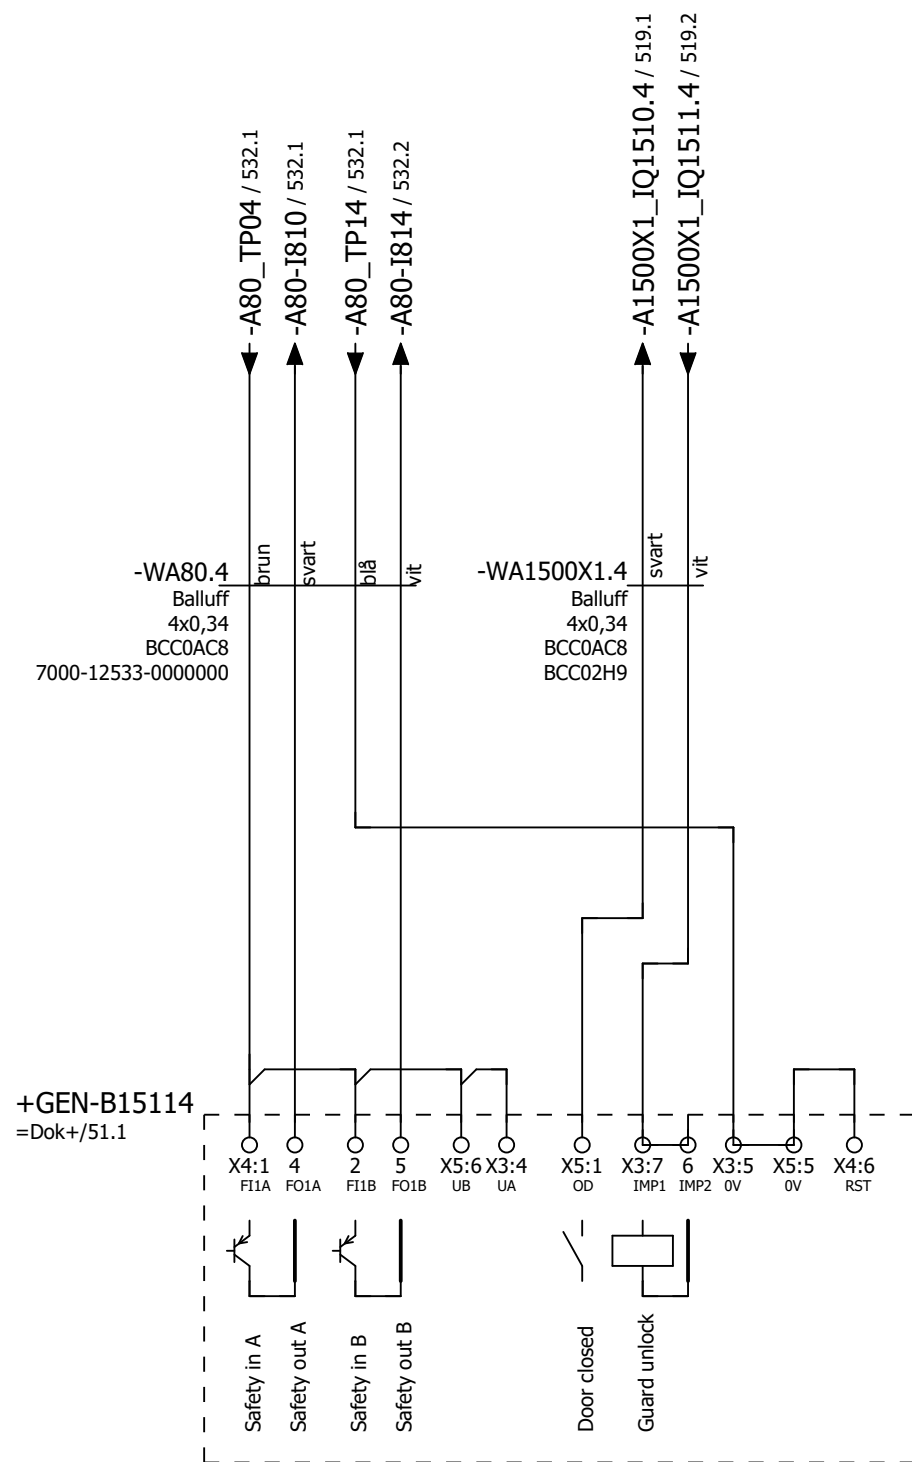 -A80_TP04 / 532.1
-A80-I810 / 532.1
-A80_TP14 / 532.1
-A80-I814 / 532.2
-A1500X1_IQ1510.4 / 519.1
-A1500X1_IQ1511.4 / 519.2
-WA80.4
Balluff
4x0,34
BCC0AC8
7000-12533-0000000
brun
svart
blå
vit
-WA1500X1.4
Balluff
4x0,34
BCC0AC8
BCC02H9
svart
vit
+GEN-B15114
=Dok+/51.1
X4:1 4 2 5 X5:6 X3:4 X5:1 X3:7 6 X3:5 X5:5 X4:6
FI1A FO1A FI1B FO1B UB UA OD IMP1 IMP2 0V 0V RST
Safety in A
Safety out A
Safety in B
Safety out B
Door closed
Guard unlock